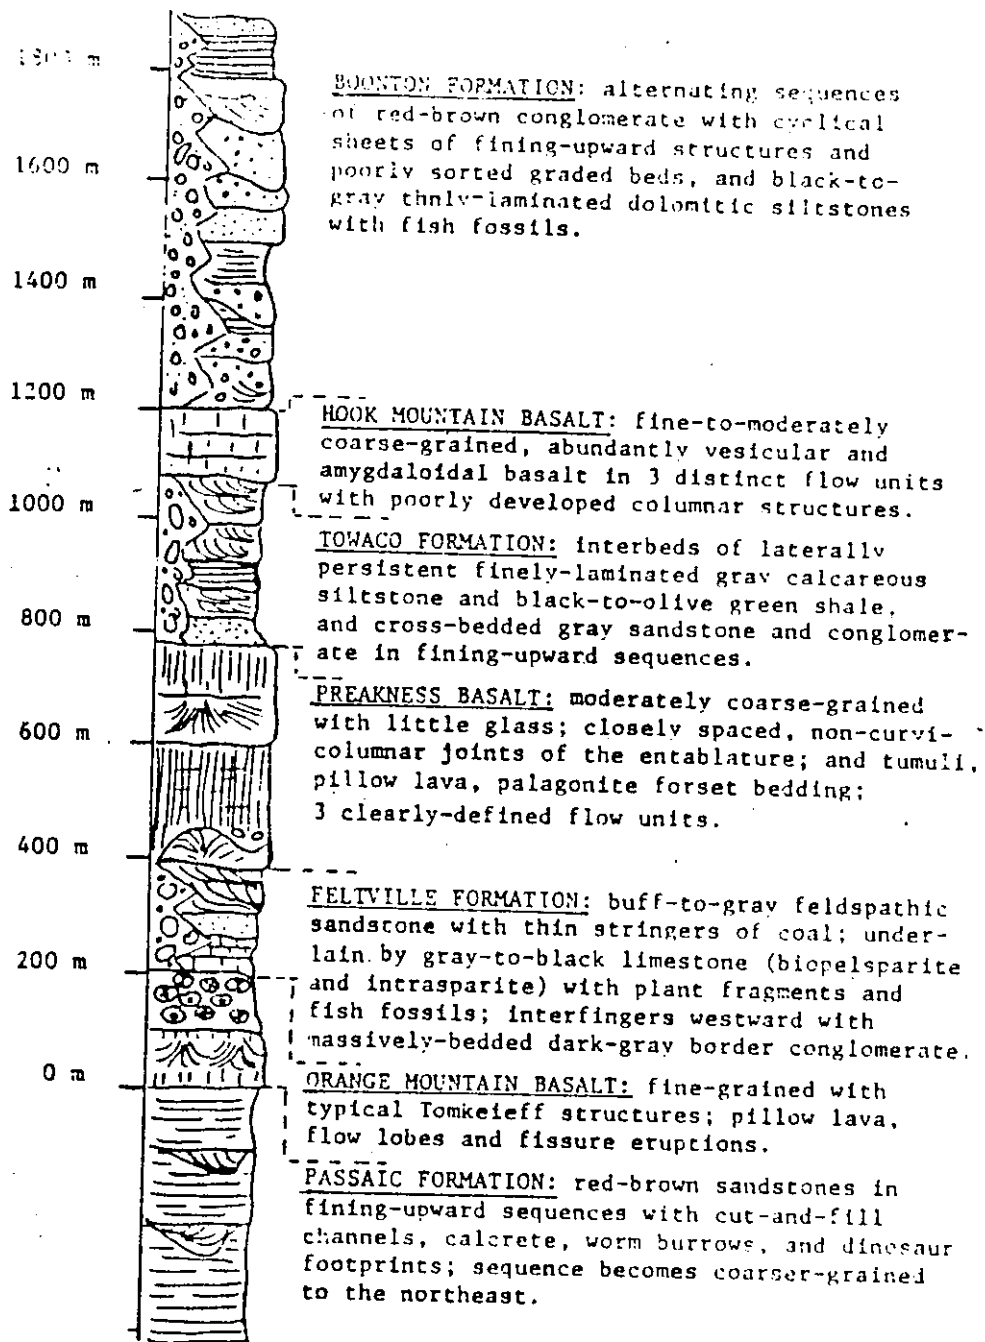 1800 m
BOONTON FORMATION: alternating sequences
of red-brown conglomerate with cyclical
sheets of fining-upward structures and
1600 m
poorly sorted graded beds, and black-to-
gray thnly-laminated dolomitic siltstones
with fish fossils.
1400 m
1200 m
HOOK MOUNTAIN BASALT: fine-to-moderately
coarse-grained, abundantly vesicular and
amygdaloidal basalt in 3 distinct flow units
1000 m
with poorly developed columnar structures.
TOWACO FORMATION: interbeds of laterally
persistent finely-laminated gray calcareous
siltstone and black-to-olive green shale,
800 m
and cross-bedded gray sandstone and conglomer-
ate in fining-upward sequences.
PREAKNESS BASALT: moderately coarse-grained
with little glass; closely spaced, non-curvi-
600 m
columnar joints of the entablature; and tumuli,
pillow lava, palagonite forset bedding;
3 clearly-defined flow units.
400 m
FELTVILLE FORMATION: buff-to-gray feldspathic
sandstone with thin stringers of coal; under-
200 m
lain by gray-to-black limestone (biopelsparite
and intrasparite) with plant fragments and
fish fossils; interfingers westward with
massively-bedded dark-gray border conglomerate.
0 m
ORANGE MOUNTAIN BASALT: fine-grained with
typical Tomkeieff structures; pillow lava,
flow lobes and fissure eruptions.
PASSAIC FORMATION: red-brown sandstones in
fining-upward sequences with cut-and-fill
channels, calcrete, worm burrows, and dinosaur
footprints; sequence becomes coarser-grained
to the northeast.